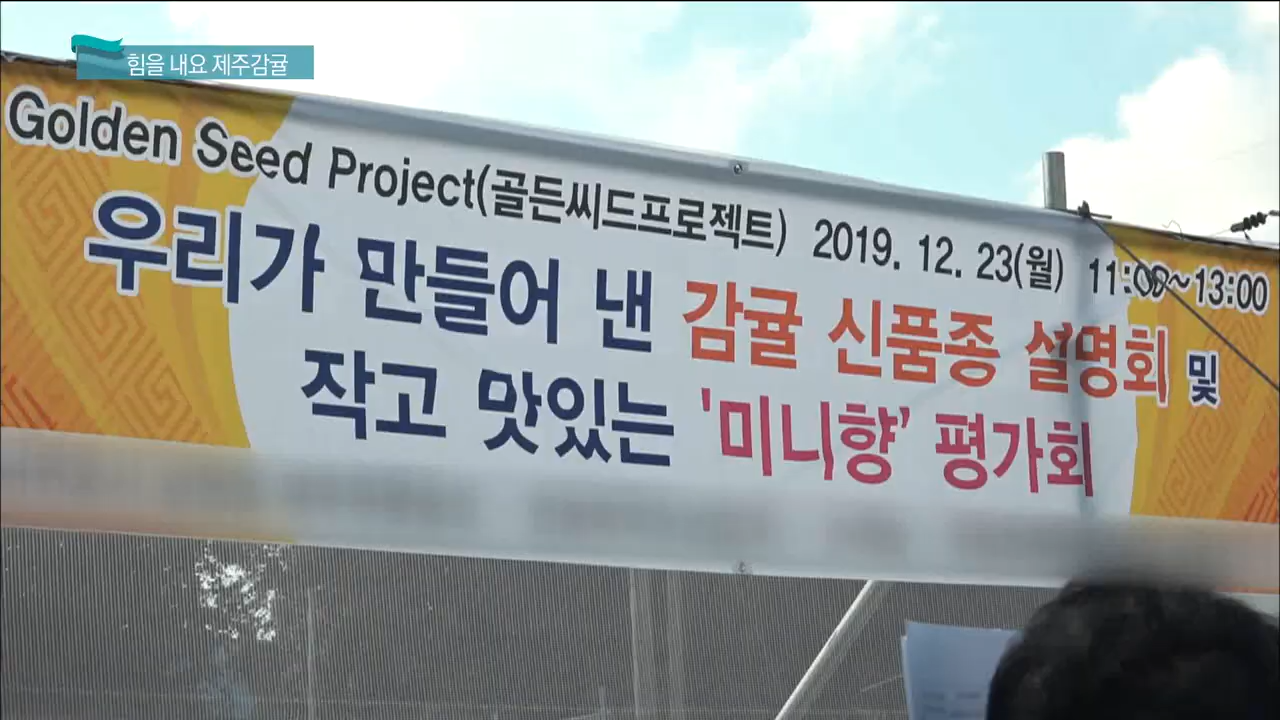 힘을 내요 제주감귤
Golden Seed Project(골든씨드프로젝트) 2019. 12. 23(월) 11:00~13:00
우리가 만들어 낸 감귤 신품종 설명회 및
작고 맛있는 '미니향' 평가회